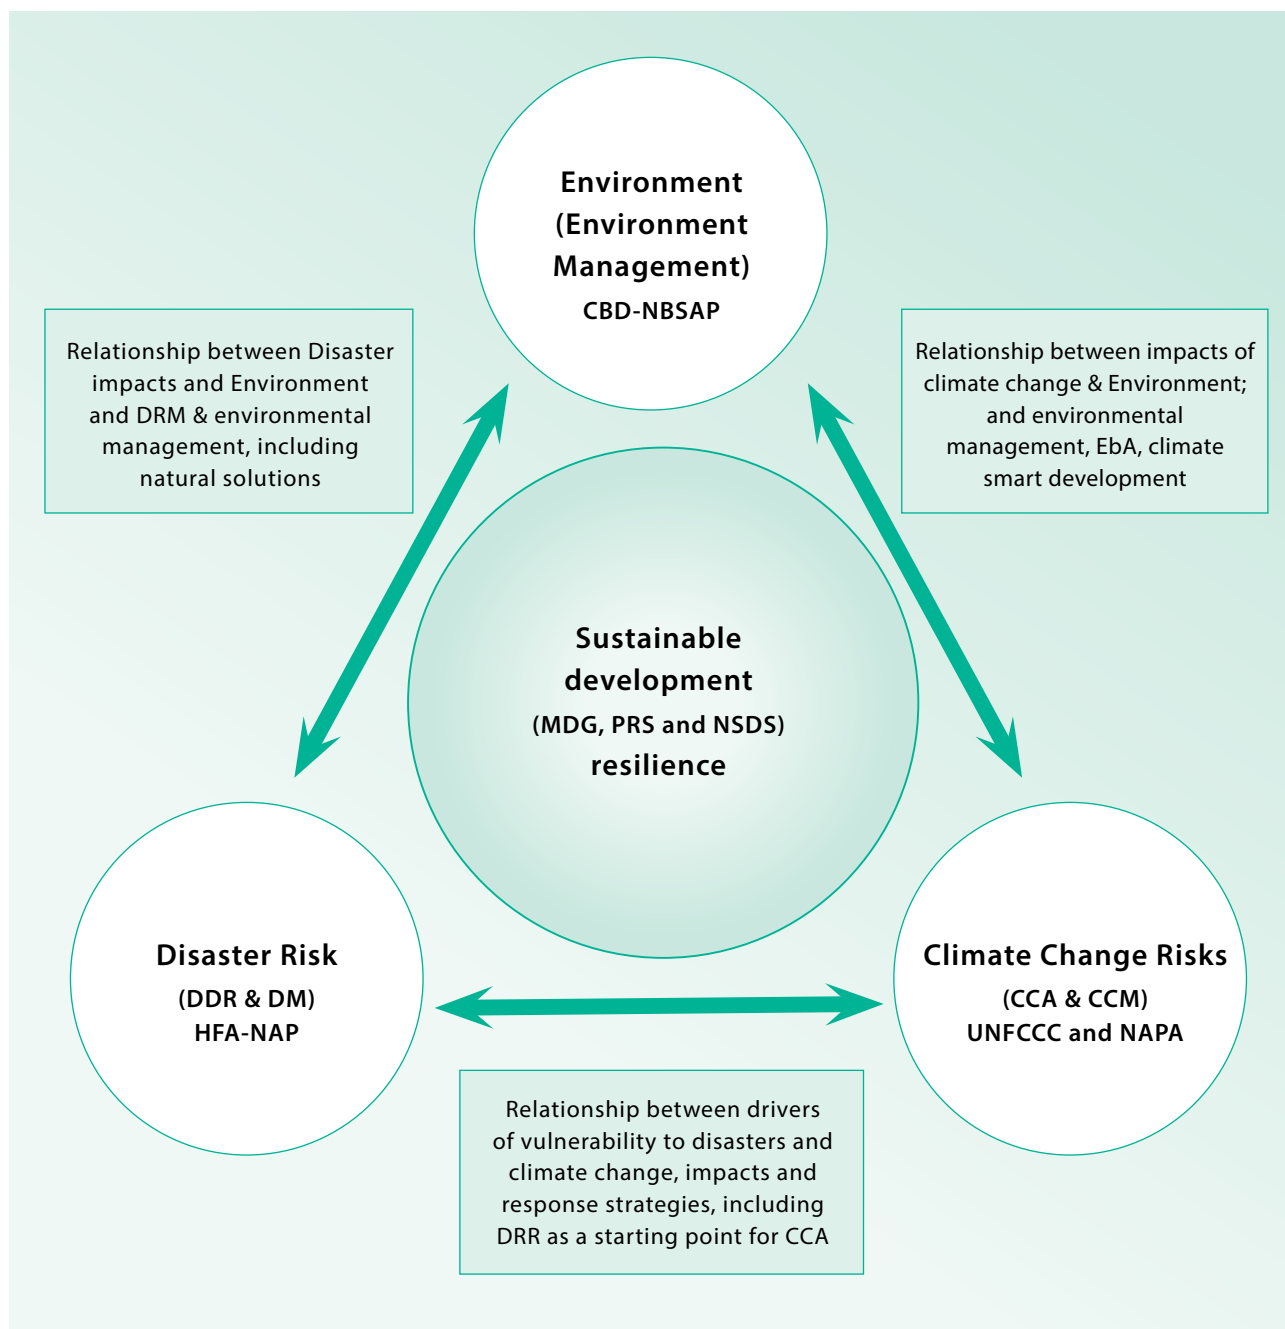 Environment
(Environment
Management)
CBD-NBSAP
Relationship between Disaster
impacts and Environment
and DRM & environmental
management, including
natural solutions
Relationship between impacts of
climate change & Environment;
and environmental
management, EbA, climate
smart development
Sustainable
development
(MDG, PRS and NSDS)
resilience
Disaster Risk
(DDR & DM)
HFA-NAP
Climate Change Risks
(CCA & CCM)
UNFCCC and NAPA
Relationship between drivers
of vulnerability to disasters and
climate change, impacts and
response strategies, including
DRR as a starting point for CCA